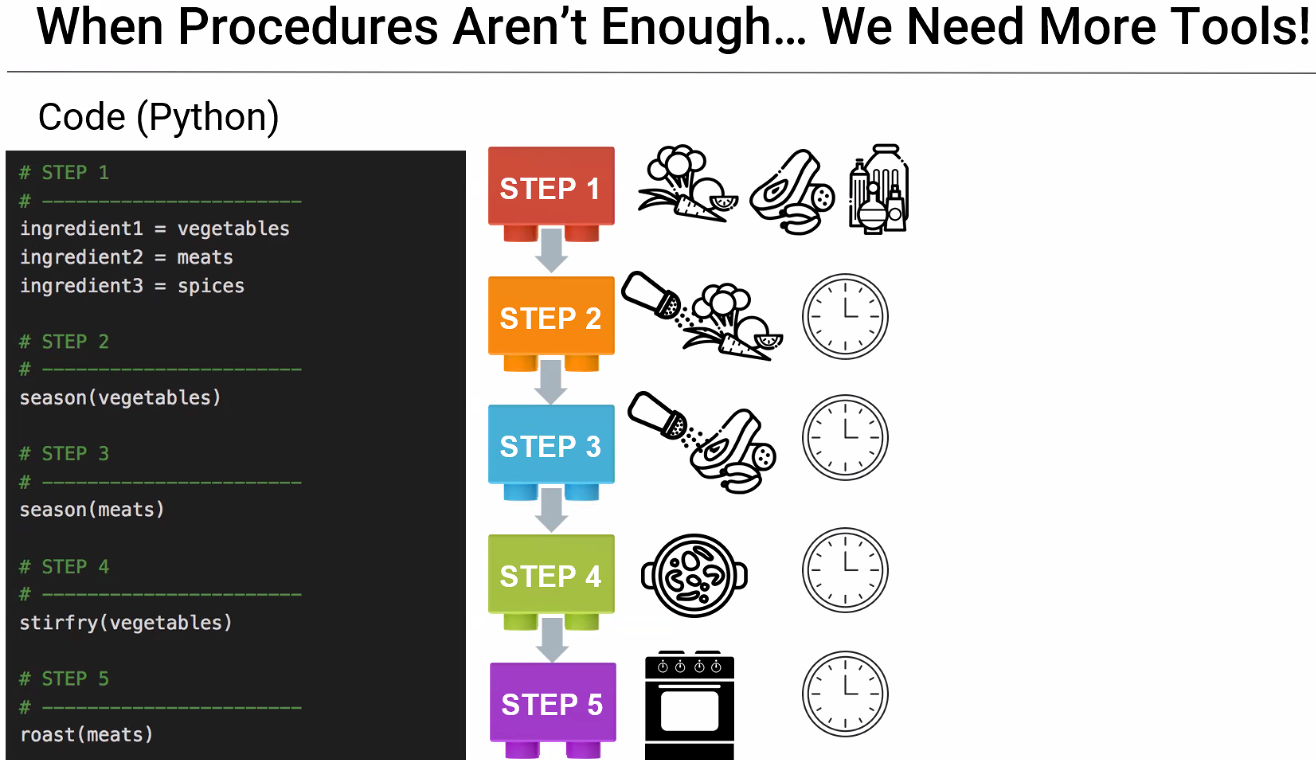 When Procedures Aren’t Enough... We Need More Tools!
Code (Python)
# STEP 1
# -----------------------
ingredient1 = vegetables
ingredient2 = meats
ingredient3 = spices
# STEP 2
# -----------------------
season(vegetables)
# STEP 3
# -----------------------
season(meats)
# STEP 4
# -----------------------
stirfry(vegetables)
# STEP 5
# -----------------------
roast(meats)
STEP 1
STEP 2
STEP 3
STEP 4
STEP 5